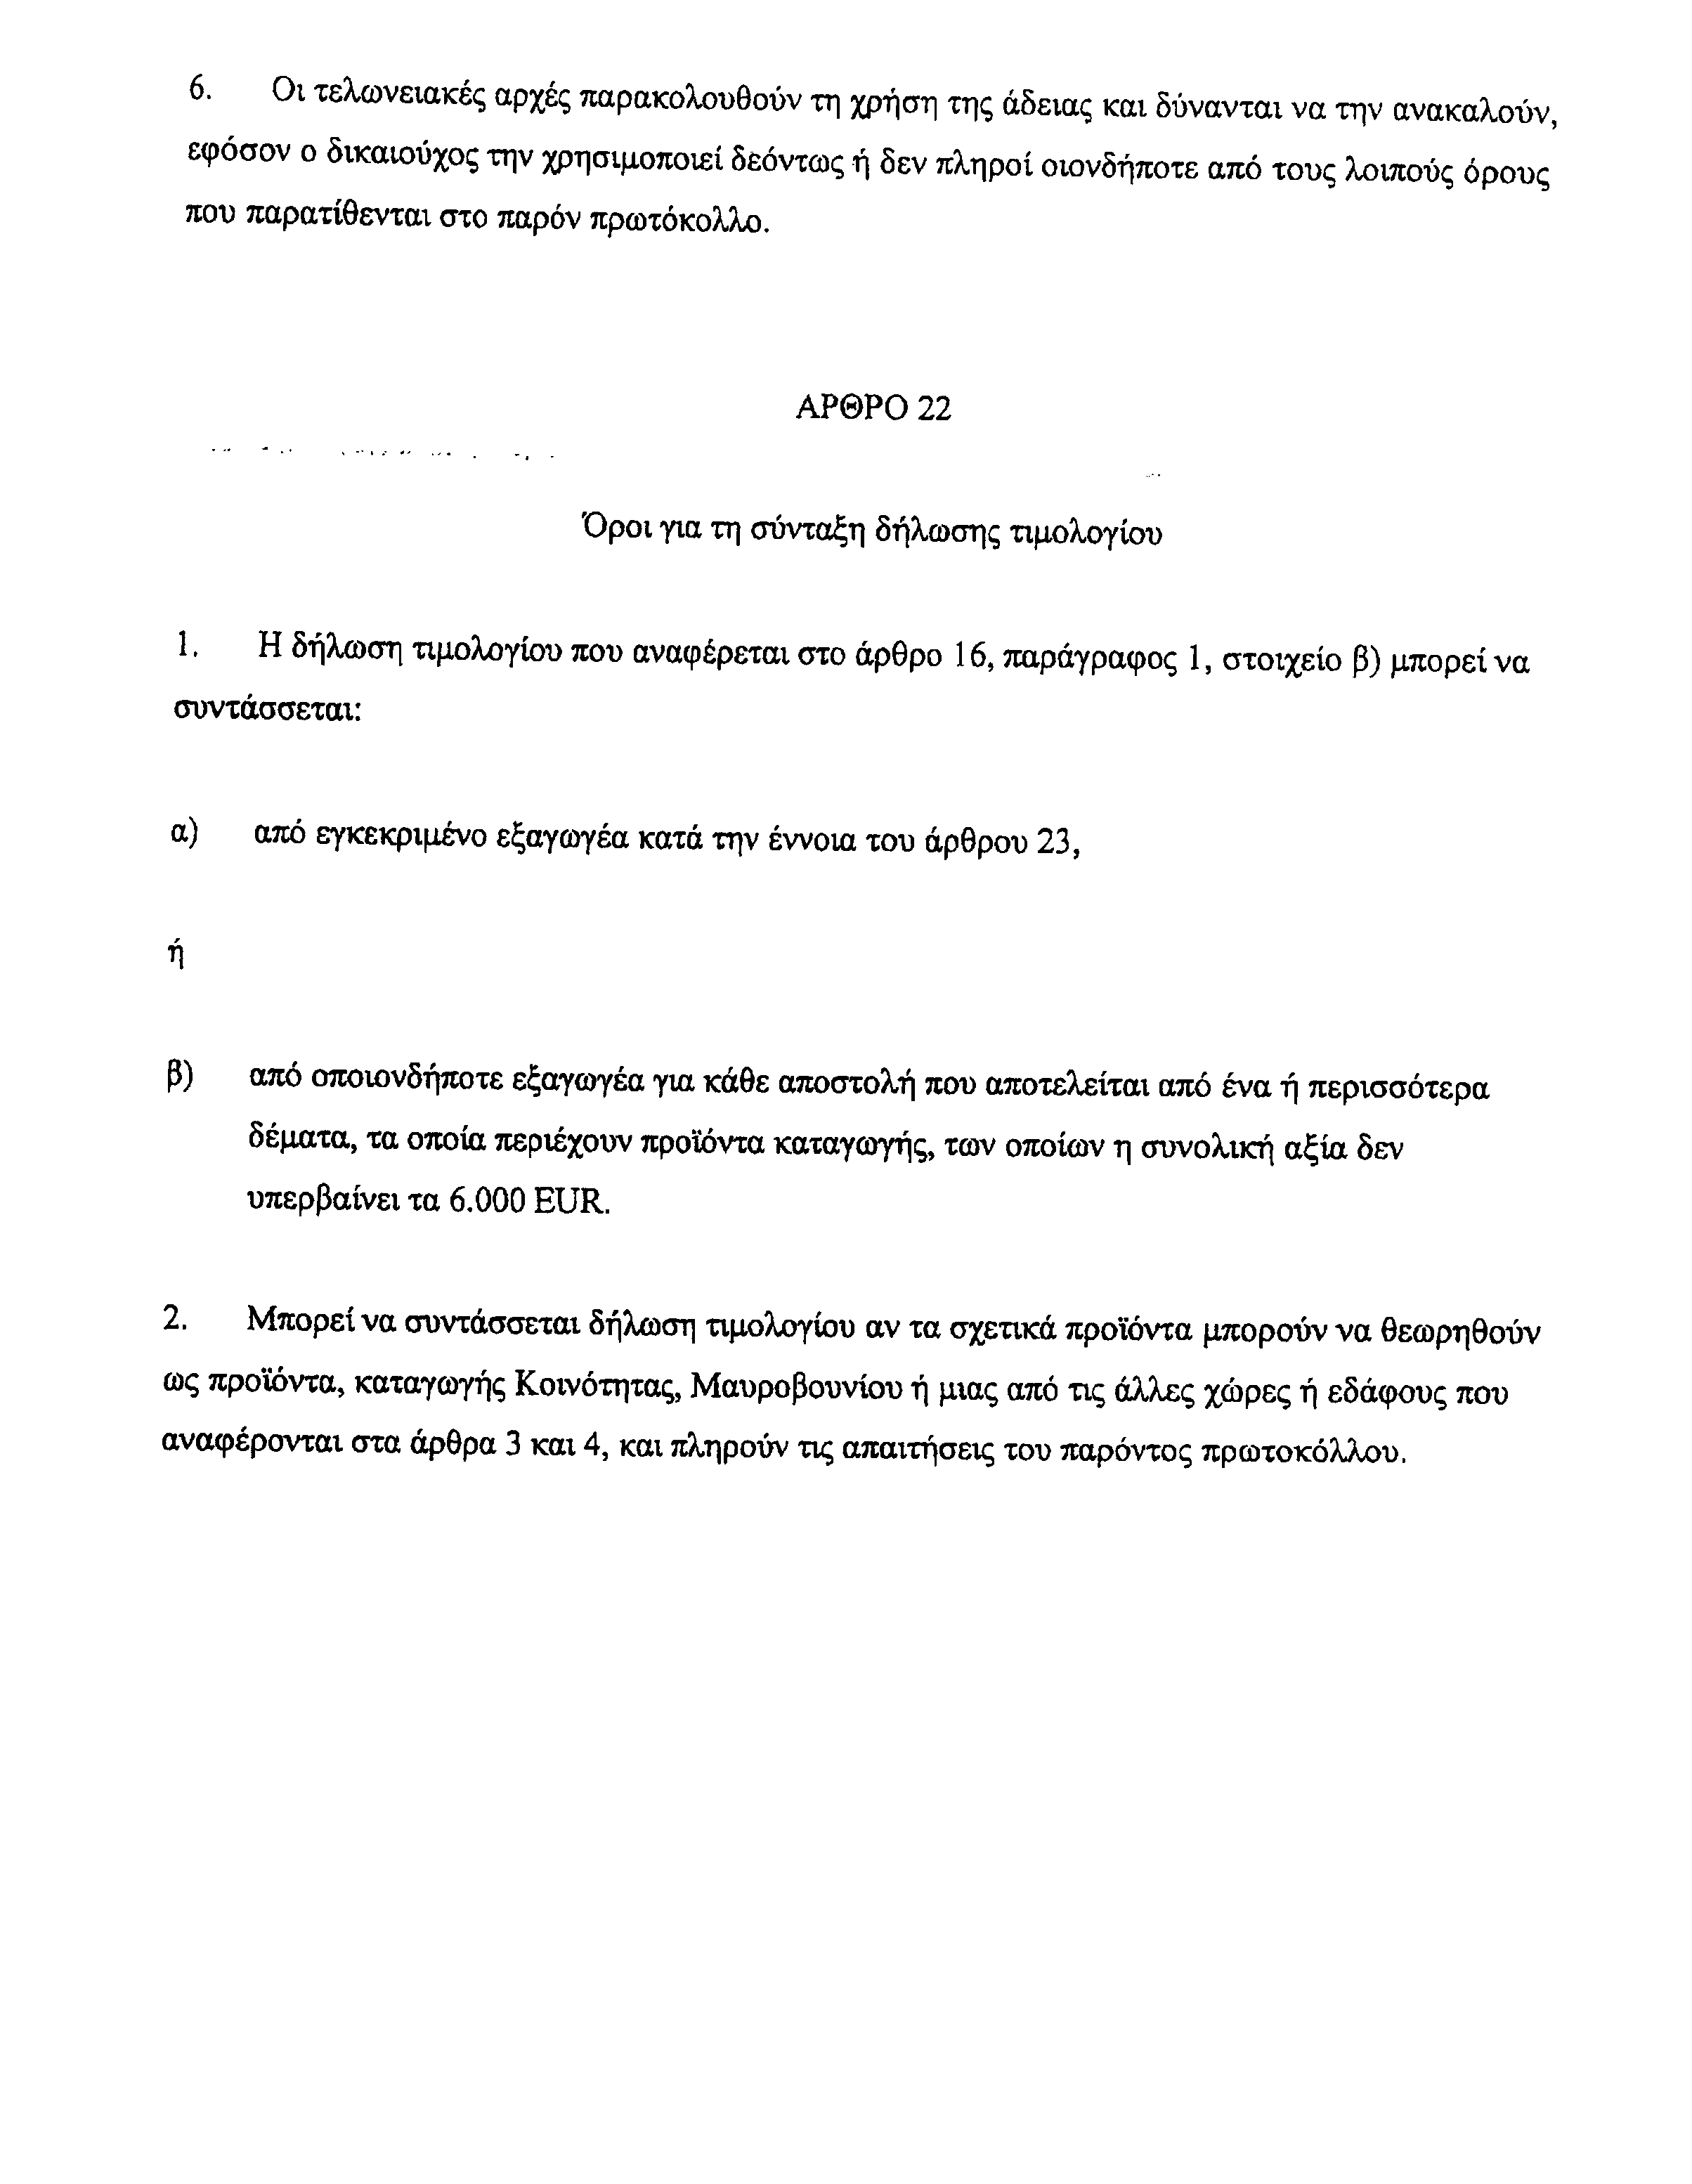 6. Οι τελωνειακές αρχές παρακολουθούν τη χρήση της άδειας και δύνανται να την ανακαλούν,
εφόσον ο δικαιούχος την χρησιμοποιεί δεόντως ή δεν πληροί οιονδήποτε από τους λοιπούς όρους
που παρατίθενται στο παρόν πρωτόκολλο.
ΑΡΘΡΟ 22
Όροι για τη σύνταξη δήλωσης τιμολογίου
1. Η δήλωση τιμολογίου που αναφέρεται στο άρθρο 16, παράγραφος 1, στοιχείο β) μπορεί να
συντάσσεται:
α) από εγκεκριμένο εξαγωγέα κατά την έννοια του άρθρου 23,
ή
β) από οποιονδήποτε εξαγωγέα για κάθε αποστολή που αποτελείται από ένα ή περισσότερα
δέματα, τα οποία περιέχουν προϊόντα καταγωγής, των οποίων η συνολική αξία δεν
υπερβαίνει τα 6.000 EUR.
2. Μπορεί να συντάσσεται δήλωση τιμολογίου αν τα σχετικά προϊόντα μπορούν να θεωρηθούν
ως προϊόντα, καταγωγής Κοινότητας, Μαυροβουνίου ή μιας από τις άλλες χώρες ή εδάφους που
αναφέρονται στα άρθρα 3 και 4, και πληρούν τις απαιτήσεις του παρόντος πρωτοκόλλου.